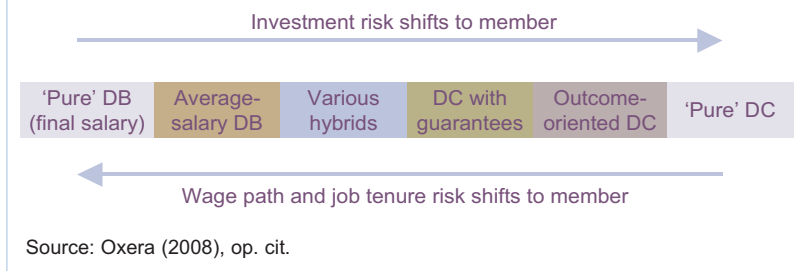 Investment risk shifts to member
‘Pure’ DB
(final salary)
Average-
salary DB
Various
hybrids
DC with
guarantees
Outcome-
oriented DC
‘Pure’ DC
Wage path and job tenure risk shifts to member
Source: Oxera (2008), op. cit.